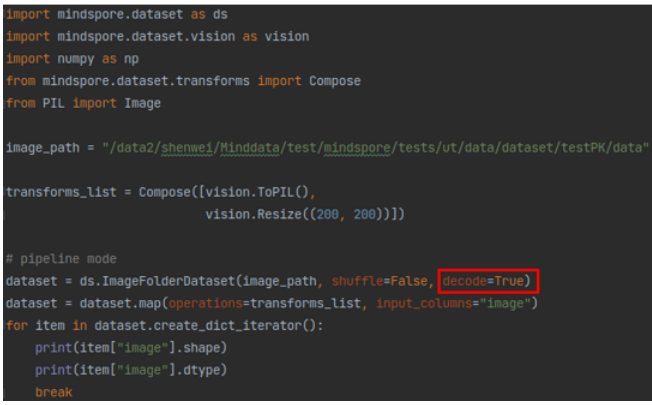 import mindspore.dataset as ds
import mindspore.dataset.vision as vision
import numpy as np
from mindspore.dataset.transforms import Compose
from PIL import Image

image_path = "/data2/shenwei/Minddata/test/mindspore/tests/ut/data/dataset/testPK/data"

transforms_list = Compose([vision.ToPIL(),
                           vision.Resize((200, 200))])

# pipeline mode
dataset = ds.ImageFolderDataset(image_path, shuffle=False, decode=True)
dataset = dataset.map(operations=transforms_list, input_columns="image")
for item in dataset.create_dict_iterator():
    print(item["image"].shape)
    print(item["image"].dtype)
    break